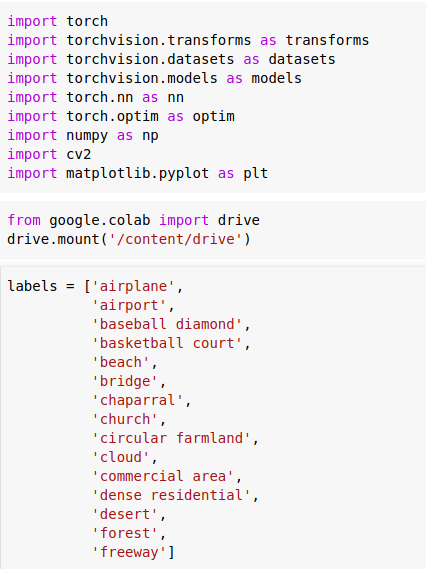 import torch
import torchvision.transforms as transforms
import torchvision.datasets as datasets
import torchvision.models as models
import torch.nn as nn
import torch.optim as optim
import numpy as np
import cv2
import matplotlib.pyplot as plt
from google.colab import drive
drive.mount('/content/drive')
labels = ['airplane',
'airport',
'baseball diamond',
'basketball court',
'beach',
'bridge',
'chaparral',
'church',
'circular farmland',
'cloud',
'commercial area',
'dense residential',
'desert',
'forest',
'freeway']